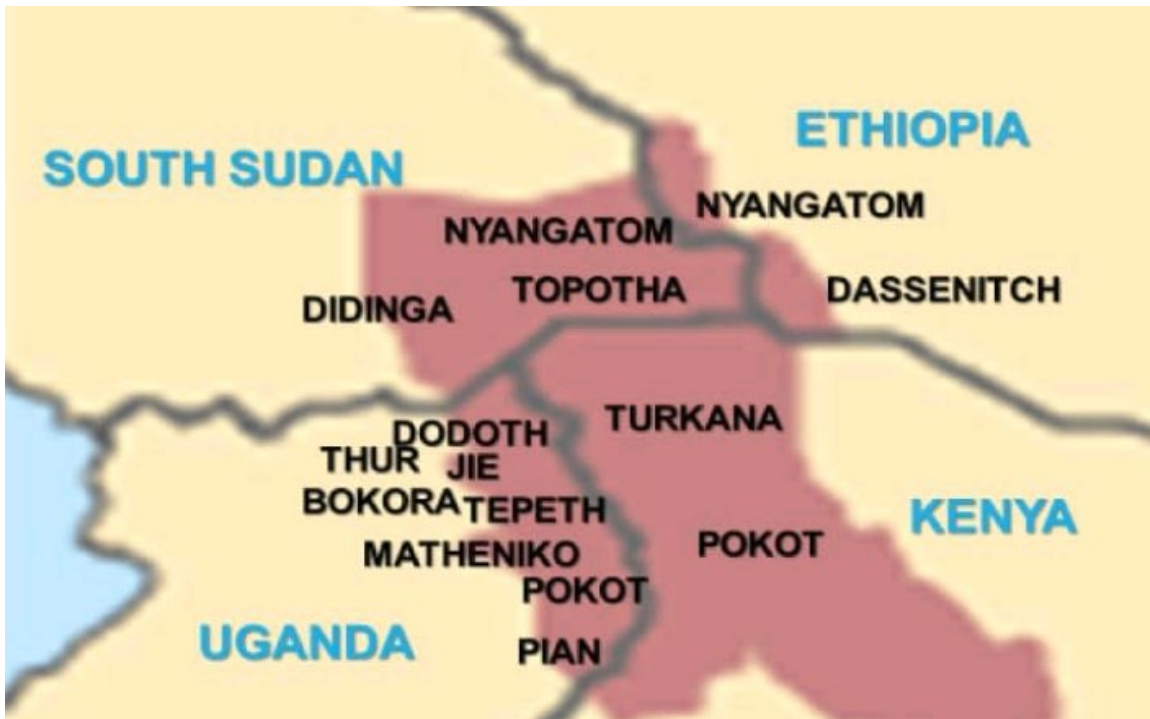 ETHIOPIA
SOUTH SUDAN
NYANGATOM
NYANGATOM
TOPOTHA
DASSENITCH
DIDINGA
TURKANA
DODOTH
THUR
JIE
BOKORA
TEPETH
KENYA
POKOT
MATHENIKO
POKOT
UGANDA
PIAN